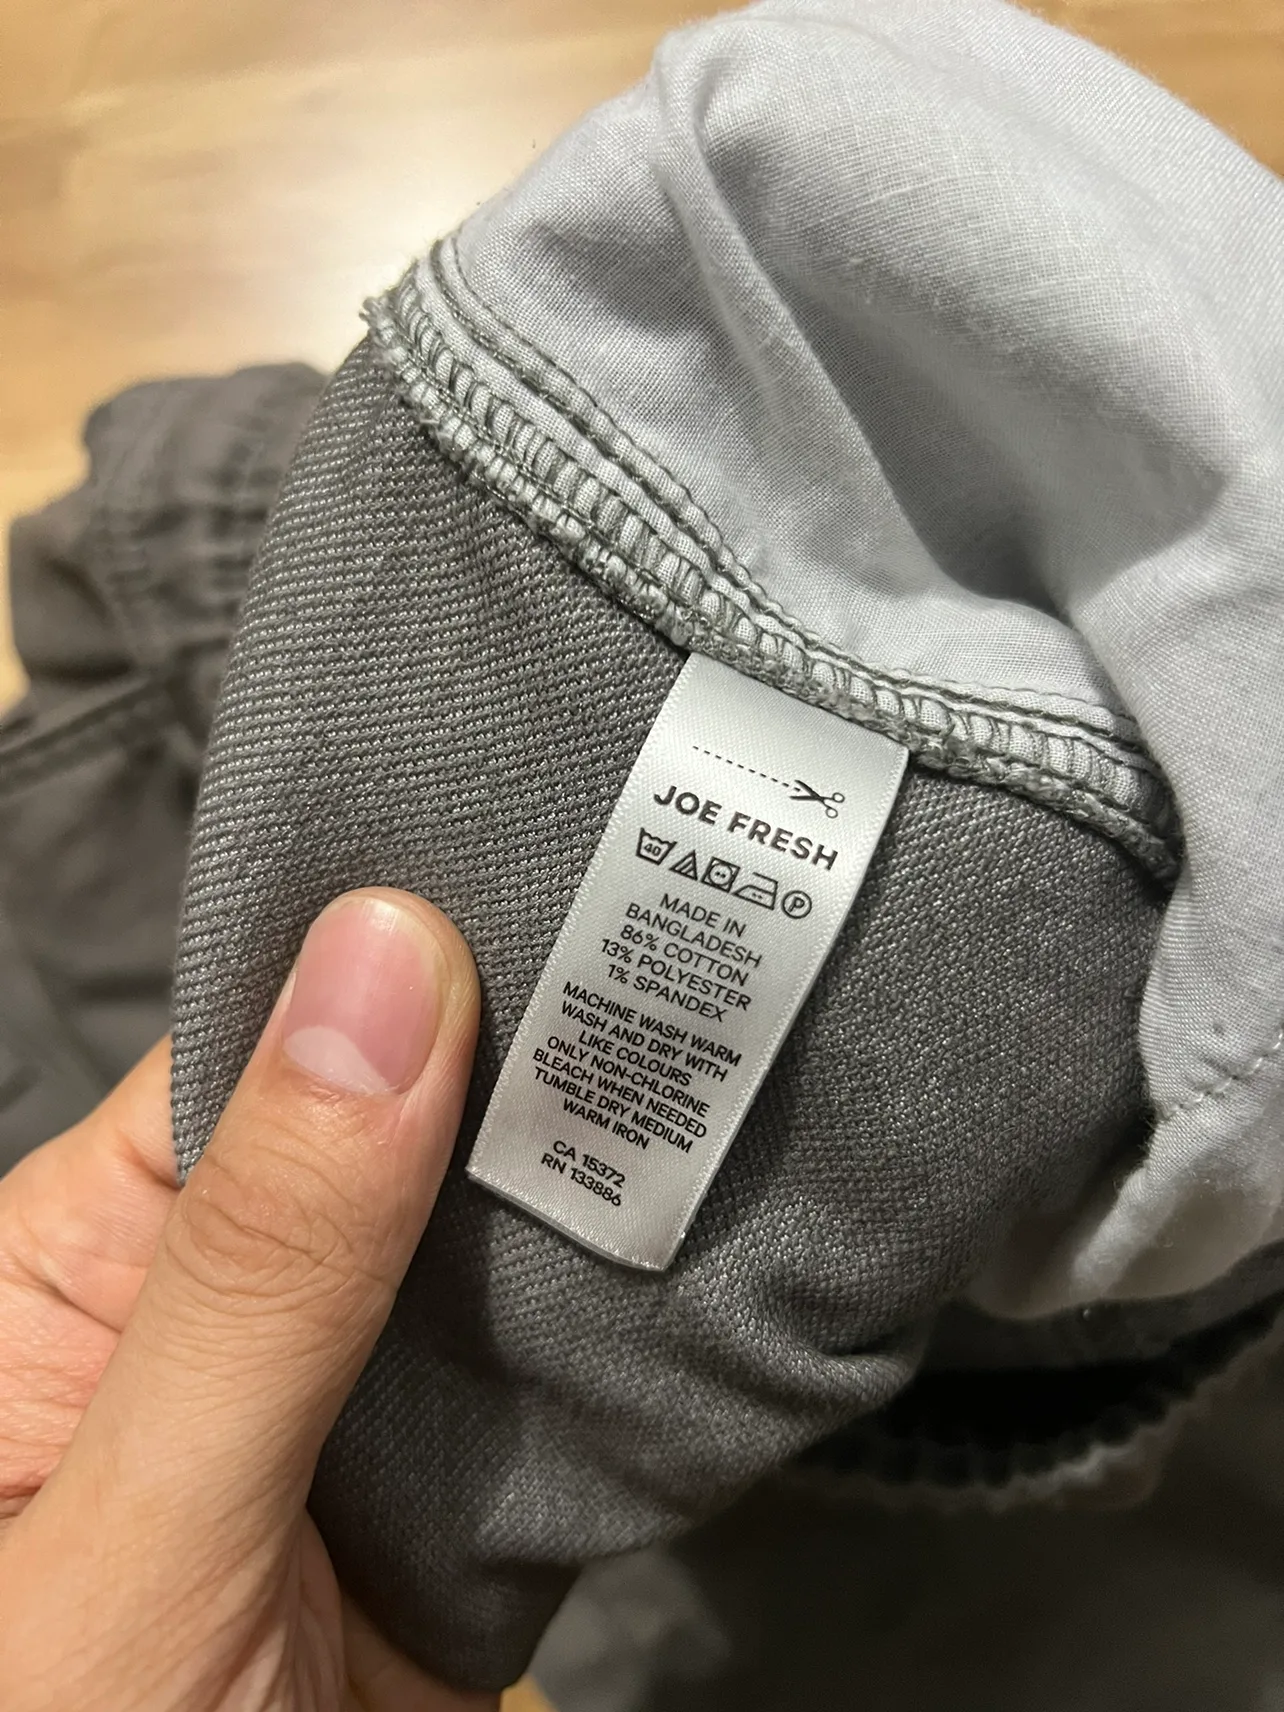 JOE FRESH
40 P
MADE IN
BANGLADESH
86% COTTON
13% POLYESTER
1% SPANDEX
MACHINE WASH WARM
WASH AND DRY WITH
LIKE COLOURS
ONLY NON-CHLORINE
BLEACH WHEN NEEDED
TUMBLE DRY MEDIUM
WARM IRON
CA 15372
RN 133886